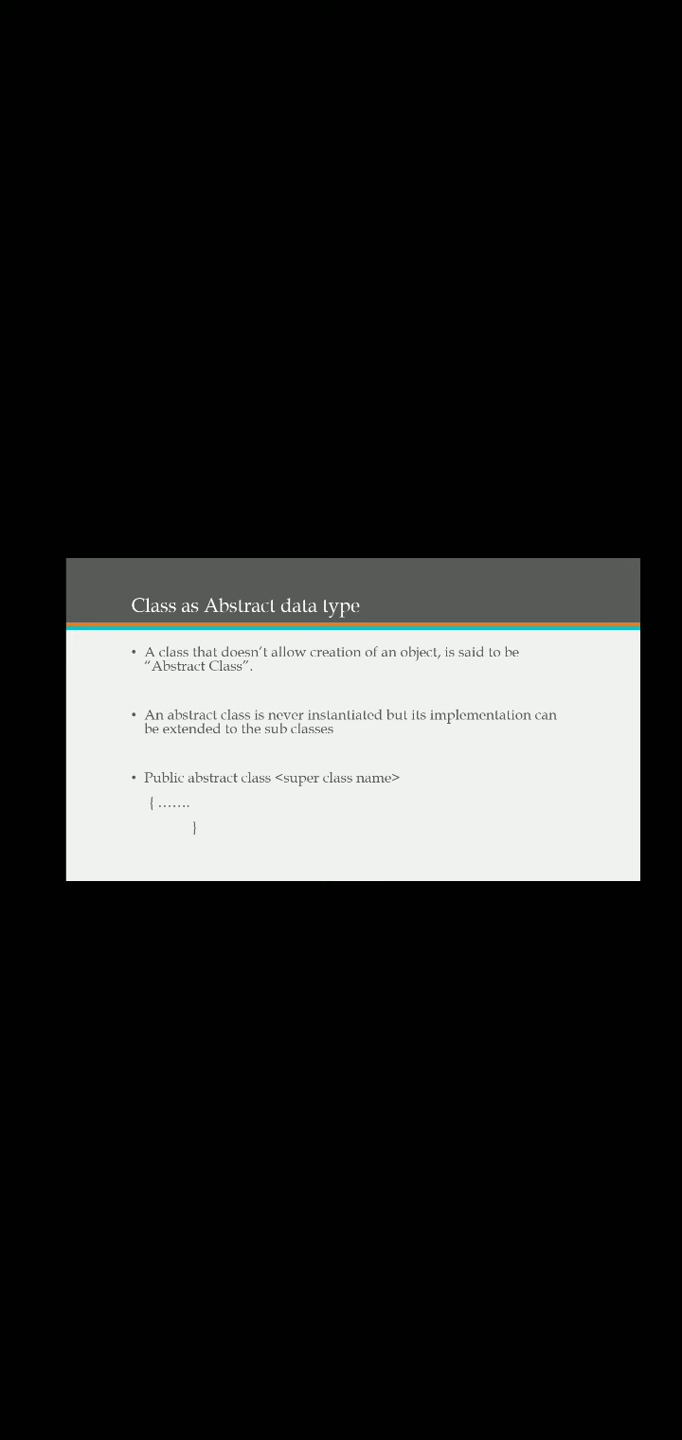 Class as Abstract data type
• A class that doesn’t allow creation of an object, is said to be
“Abstract Class”.
• An abstract class is never instantiated but its implementation can
be extended to the sub classes
• Public abstract class <super class name>
{ …….
}